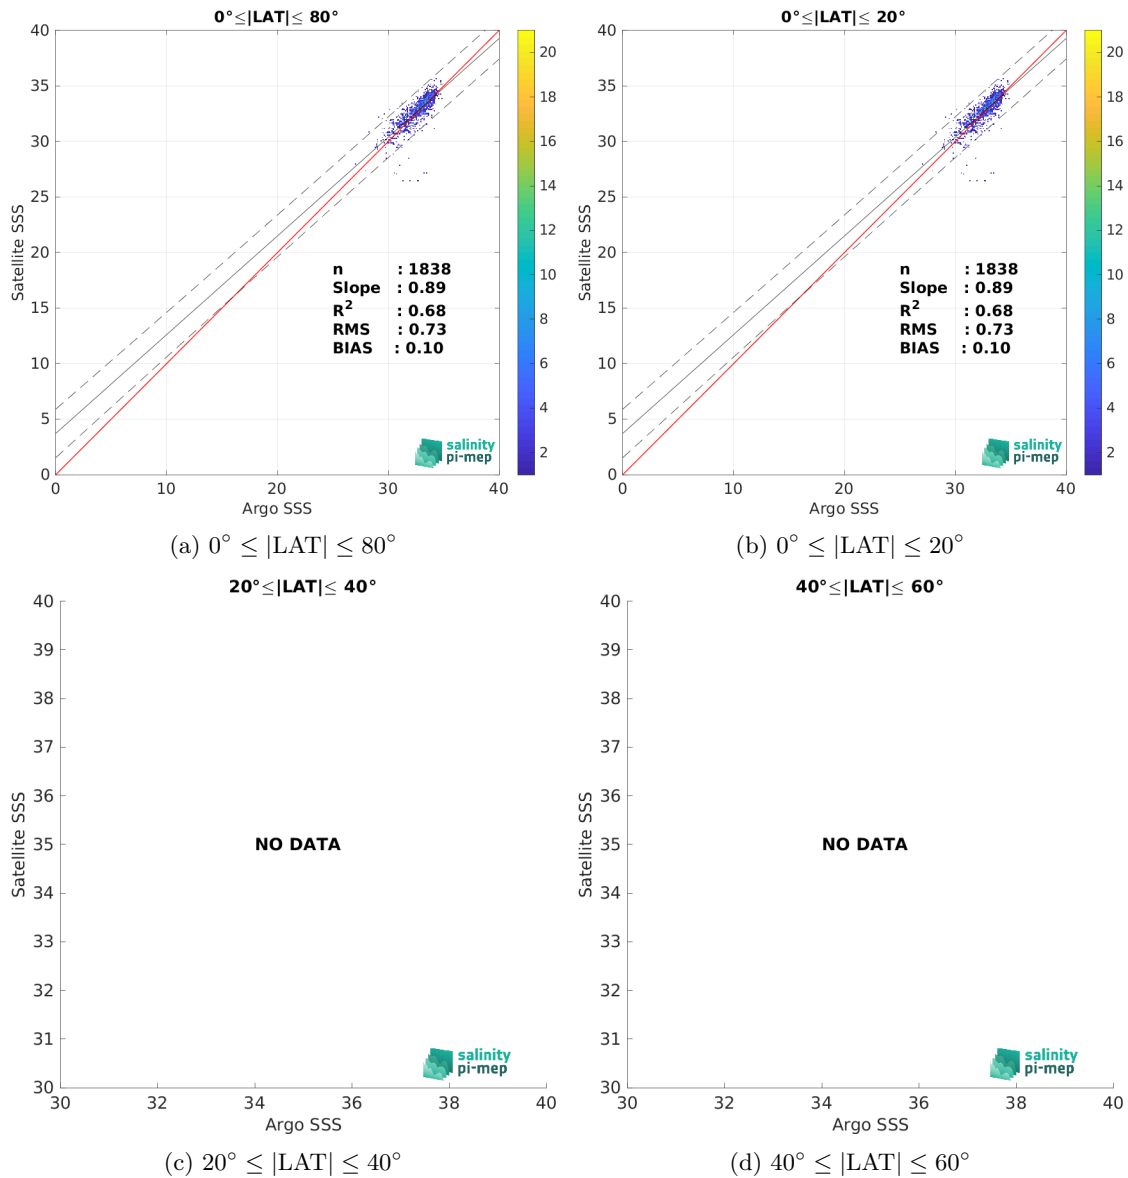 0°≤|LAT|≤ 80°
40
35
30
25
20
15
10
5
0
Satellite SSS
0
10
20
30
40
Argo SSS
n : 1838
Slope : 0.89
R² : 0.68
RMS : 0.73
BIAS : 0.10
salinity
pi-mep
20
18
16
14
12
10
8
6
4
2
(a) 0° ≤ |LAT| ≤ 80°
0°≤|LAT|≤ 20°
40
35
30
25
20
15
10
5
0
Satellite SSS
0
10
20
30
40
Argo SSS
n : 1838
Slope : 0.89
R² : 0.68
RMS : 0.73
BIAS : 0.10
salinity
pi-mep
20
18
16
14
12
10
8
6
4
2
(b) 0° ≤ |LAT| ≤ 20°
20°≤|LAT|≤ 40°
40
39
38
37
36
35
34
33
32
31
30
Satellite SSS
NO DATA
salinity
pi-mep
30
32
34
36
38
40
Argo SSS
(c) 20° ≤ |LAT| ≤ 40°
40°≤|LAT|≤ 60°
40
39
38
37
36
35
34
33
32
31
30
Satellite SSS
NO DATA
salinity
pi-mep
30
32
34
36
38
40
Argo SSS
(d) 40° ≤ |LAT| ≤ 60°